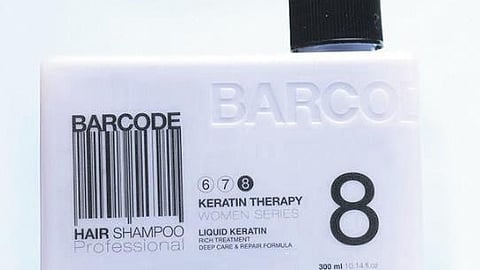 BARCODE
BARCODE
HAIR SHAMPOO
Professional
6 7 8
KERATIN THERAPY
WOMEN SERIES
LIQUID KERATIN
RICH TREATMENT
DEEP CARE & REPAIR FORMULA
8
300 ml 10.14 fl.oz